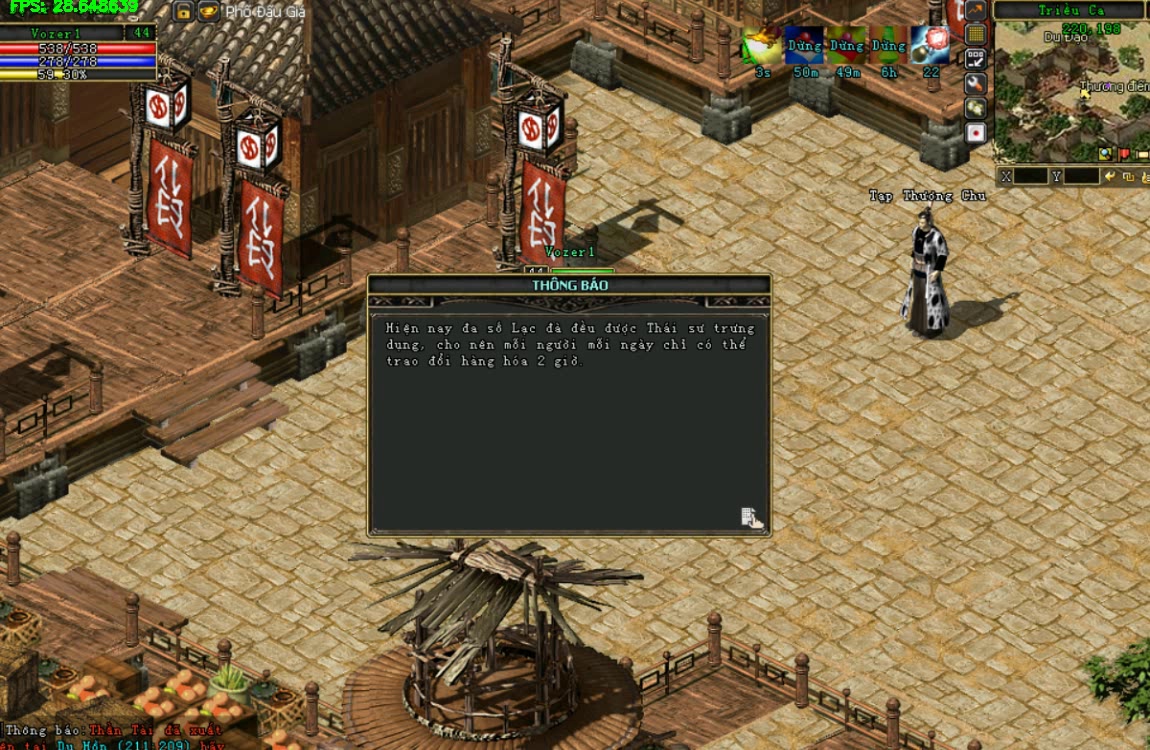 FPS: 28.648639
Phố Đấu Giá
Vozer1 44
538/538
278/278
59.30%
Dừng Dừng Dừng
3s 50m 49m 6h 22
Triều Ca
220,198
Thương điếm
X Y
Tạp Thương Chu
Vozer1
44
THÔNG BÁO
Hiện nay đa số Lạc đà đều được Thái sư trưng
dụng, cho nên mỗi người mỗi ngày chỉ có thể
trao đổi hàng hóa 2 giờ.
Thông báo:Thần Tài đã xuất
Du Hồn (211,209) hãy